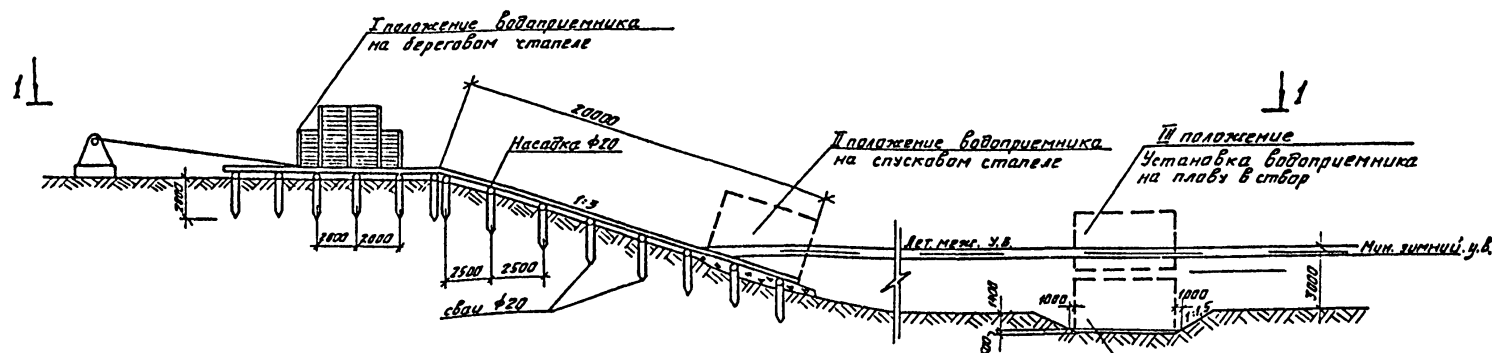 I положение водоприемника
на береговом стапеле
1
1
20000
Насадка ф20
II положение водоприемника
на спусковом стапеле
III положение
Установка водоприемника
на плаву в створ
1:3
2000
2000
2000
Лет. меж. У.В.
Мин. зимний. у.в.
2500
2500
сваи ф20
1400
1000
1000
1:1,5
3000